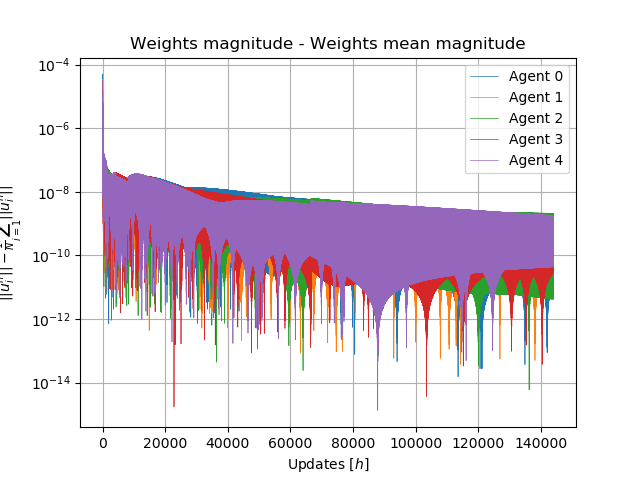 Weights magnitude - Weights mean magnitude
10⁻⁴
10⁻⁶
10⁻⁸
10⁻¹⁰
10⁻¹²
10⁻¹⁴
Agent 0
Agent 1
Agent 2
Agent 3
Agent 4
0 20000 40000 60000 80000 100000 120000 140000
Updates [h]